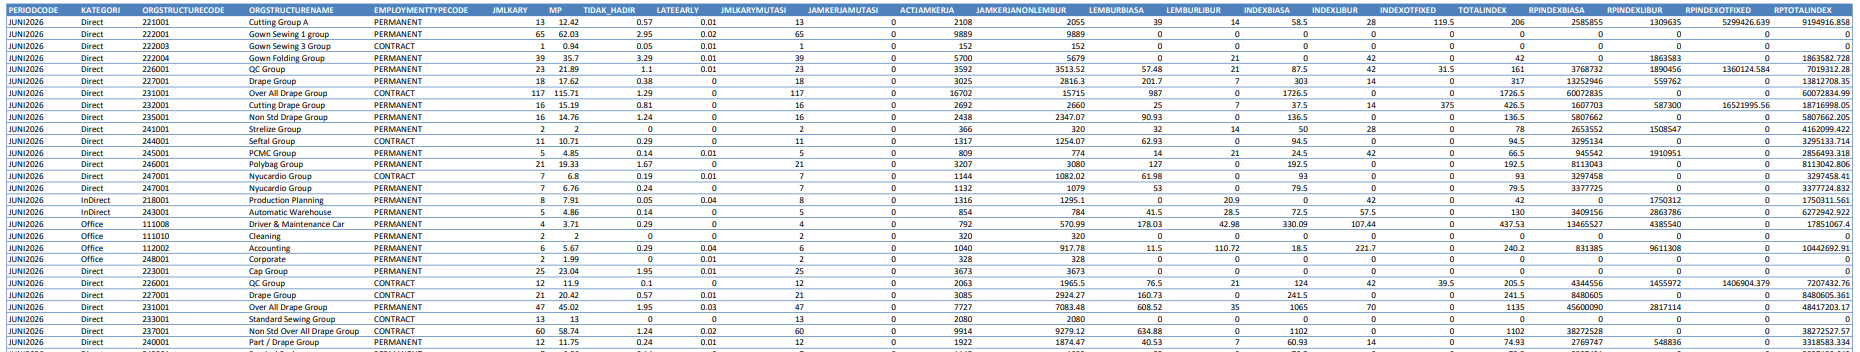 PERIODCODE KATEGORI ORGSTRUCTURECODE ORGSTRUCTURENAME EMPLOYMENTTYPECODE JMLKARY MP TIDAK_HADIR LATEEARLY JMLKARYMUTASI JAMKERJAMUTASI ACTJAMKERJA JAMKERJANONLEMBUR LEMBURBIASA LEMBURLIBUR INDEXBIASA INDEXLIBUR INDEXOTFIXED TOTALINDEX RPINDEXBIASA RPINDEXLIBUR RPINDEXOTFIXED RPTOTALINDEX
JUNI2026 Direct 221001 Cutting Group A PERMANENT 13 12.42 0.57 0.01 13 0 2108 2055 39 14 58.5 28 119.5 206 2585855 1309635 5299426.639 9194916.858
JUNI2026 Direct 222001 Gown Sewing 1 group PERMANENT 65 62.03 2.95 0.02 65 0 9889 9889 0 0 0 0 0 0 0 0 0 0
JUNI2026 Direct 222003 Gown Sewing 3 Group CONTRACT 1 0.94 0.05 0.01 1 0 152 152 0 0 0 0 0 0 0 0 0 0
JUNI2026 Direct 222004 Gown Folding Group PERMANENT 39 35.7 3.29 0.01 39 0 5700 5679 0 21 0 42 0 42 0 1863583 0 1863582.728
JUNI2026 Direct 226001 QC Group PERMANENT 23 21.89 1.1 0.01 23 0 3592 3513.52 57.48 21 87.5 42 31.5 161 3768732 1890456 1360124.584 7019312.28
JUNI2026 Direct 227001 Drape Group PERMANENT 18 17.62 0.38 0 18 0 3025 2816.3 201.7 7 303 14 0 317 13252946 559762 0 13812708.35
JUNI2026 Direct 231001 Over All Drape Group CONTRACT 117 115.71 1.29 0 117 0 16702 15715 987 0 1726.5 0 0 1726.5 60072835 0 0 60072834.99
JUNI2026 Direct 232001 Cutting Drape Group PERMANENT 16 15.19 0.81 0 16 0 2692 2660 25 7 37.5 14 375 426.5 1607703 587300 16521995.56 18716998.05
JUNI2026 Direct 235001 Non Std Drape Group PERMANENT 16 14.76 1.24 0 16 0 2438 2347.07 90.93 0 136.5 0 0 136.5 5807662 0 0 5807662.205
JUNI2026 Direct 241001 Strelize Group PERMANENT 2 2 0 0 2 0 366 320 32 14 50 28 0 78 2653552 1508547 0 4162099.422
JUNI2026 Direct 244001 Seftal Group CONTRACT 11 10.71 0.29 0 11 0 1317 1254.07 62.93 0 94.5 0 0 94.5 3295134 0 0 3295133.714
JUNI2026 Direct 245001 PCMC Group PERMANENT 5 4.85 0.14 0.01 5 0 809 774 14 21 24.5 42 0 66.5 945542 1910951 0 2856493.318
JUNI2026 Direct 246001 Polybag Group PERMANENT 21 19.33 1.67 0 21 0 3207 3080 127 0 192.5 0 0 192.5 8113043 0 0 8113042.806
JUNI2026 Direct 247001 Nyucardio Group CONTRACT 7 6.8 0.19 0.01 7 0 1144 1082.02 61.98 0 93 0 0 93 3297458 0 0 3297458.41
JUNI2026 Direct 247001 Nyucardio Group PERMANENT 7 6.76 0.24 0 7 0 1132 1079 53 0 79.5 0 0 79.5 3377725 0 0 3377724.832
JUNI2026 InDirect 218001 Production Planning PERMANENT 8 7.91 0.05 0.04 8 0 1316 1295.1 0 20.9 0 42 0 42 0 1750312 0 1750311.561
JUNI2026 InDirect 243001 Automatic Warehouse PERMANENT 5 4.86 0.14 0 5 0 854 784 41.5 28.5 72.5 57.5 0 130 3409156 2863786 0 6272942.922
JUNI2026 Office 111008 Driver & Maintenance Car PERMANENT 4 3.71 0.29 0 4 0 792 570.99 178.03 42.98 330.09 107.44 0 437.53 13465527 4385540 0 17851067.4
JUNI2026 Office 111010 Cleaning PERMANENT 2 2 0 0 2 0 320 320 0 0 0 0 0 0 0 0 0 0
JUNI2026 Office 112002 Accounting PERMANENT 6 5.67 0.29 0.04 6 0 1040 917.78 11.5 110.72 18.5 221.7 0 240.2 831385 9611308 0 10442692.91
JUNI2026 Office 248001 Corporate PERMANENT 2 1.99 0 0.01 2 0 328 328 0 0 0 0 0 0 0 0 0 0
JUNI2026 Direct 223001 Cap Group PERMANENT 25 23.04 1.95 0.01 25 0 3673 3673 0 0 0 0 0 0 0 0 0 0
JUNI2026 Direct 226001 QC Group CONTRACT 12 11.9 0.1 0 12 0 2063 1965.5 76.5 21 124 42 39.5 205.5 4344556 1455972 1406904.379 7207432.76
JUNI2026 Direct 227001 Drape Group CONTRACT 21 20.42 0.57 0.01 21 0 3085 2924.27 160.73 0 241.5 0 0 241.5 8480605 0 0 8480605.361
JUNI2026 Direct 231001 Over All Drape Group PERMANENT 47 45.02 1.95 0.03 47 0 7727 7083.48 608.52 35 1065 70 0 1135 45600090 2817114 0 48417203.17
JUNI2026 Direct 233001 Standard Sewing Group CONTRACT 13 13 0 0 13 0 2080 2080 0 0 0 0 0 0 0 0 0 0
JUNI2026 Direct 237001 Non Std Over All Drape Group CONTRACT 60 58.74 1.24 0.02 60 0 9914 9279.12 634.88 0 1102 0 0 1102 38272528 0 0 38272527.57
JUNI2026 Direct 240001 Part / Drape Group PERMANENT 12 11.75 0.24 0.01 12 0 1922 1874.47 40.53 7 60.93 14 0 74.93 2769747 548836 0 3318583.334